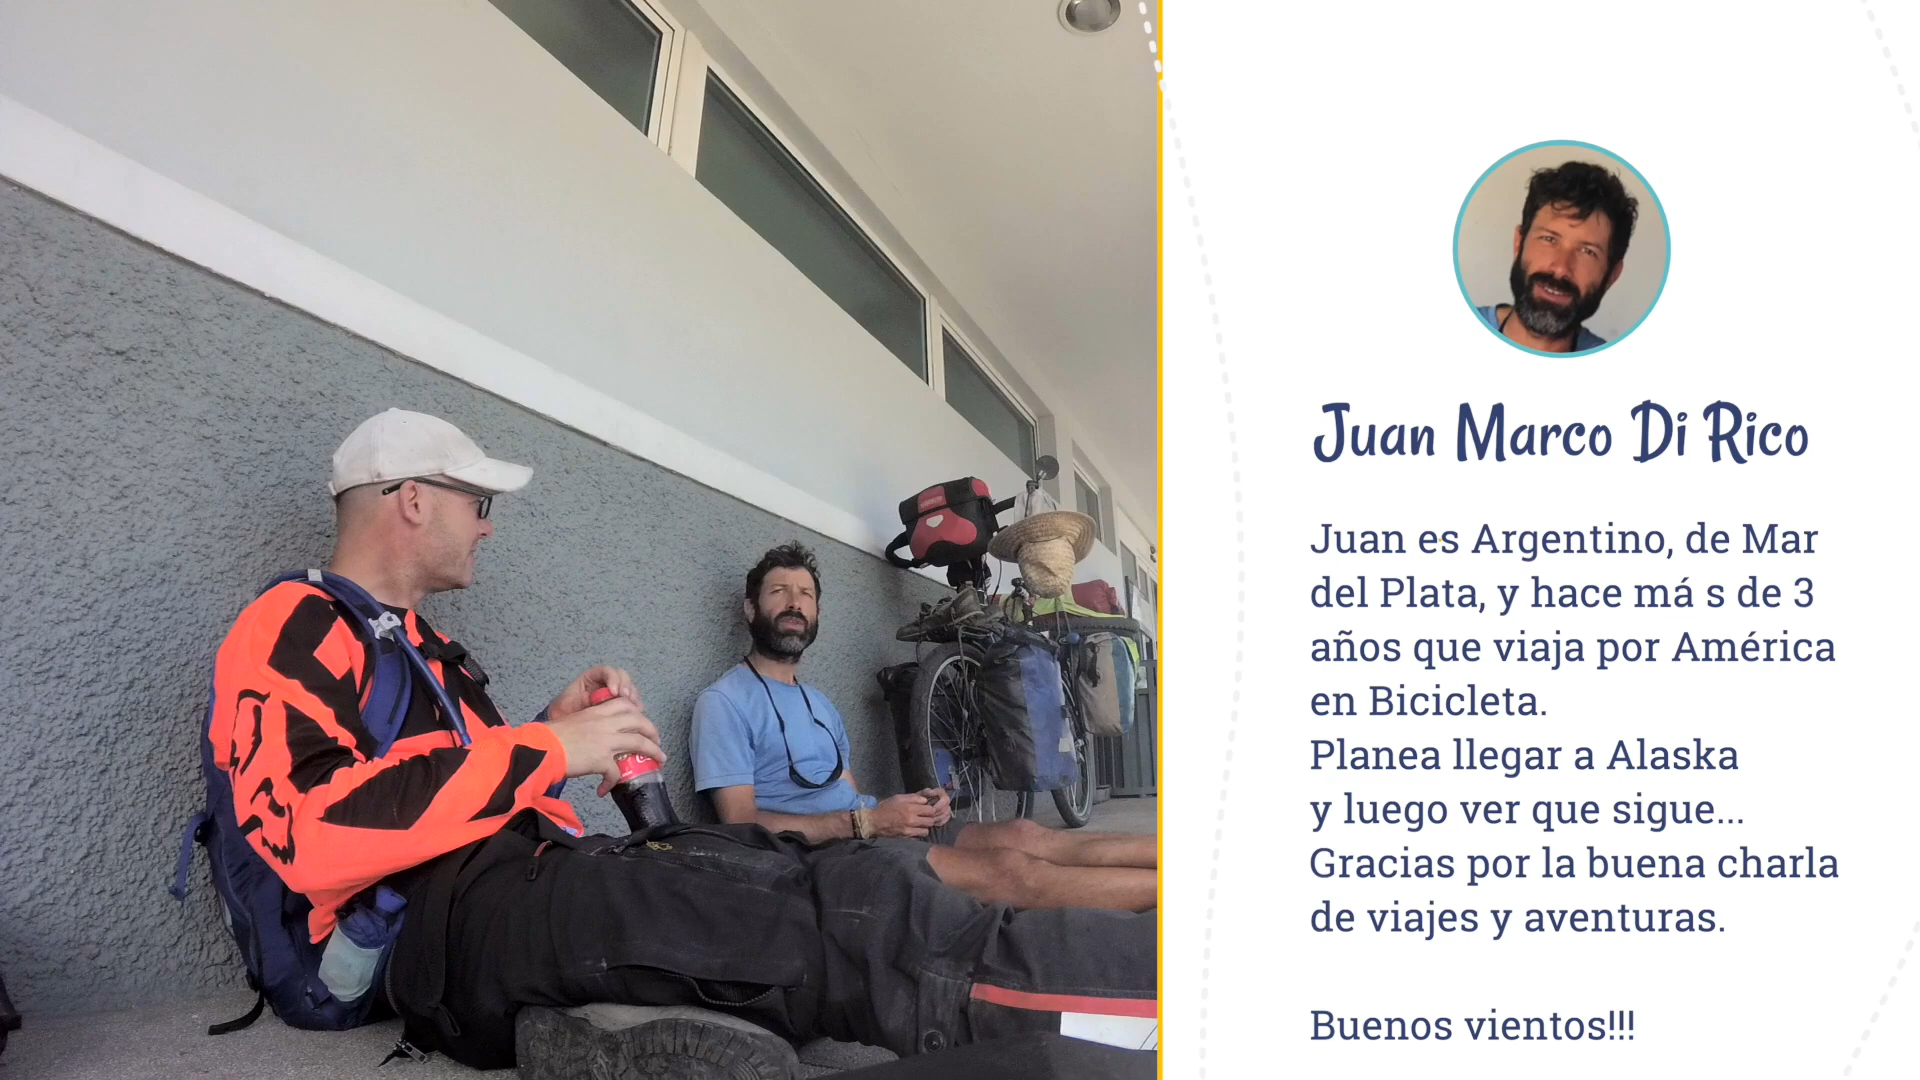 Juan Marco Di Rico
Juan es Argentino, de Mar
del Plata, y hace má s de 3
años que viaja por América
en Bicicleta.
Planea llegar a Alaska
y luego ver que sigue...
Gracias por la buena charla
de viajes y aventuras.
Buenos vientos!!!